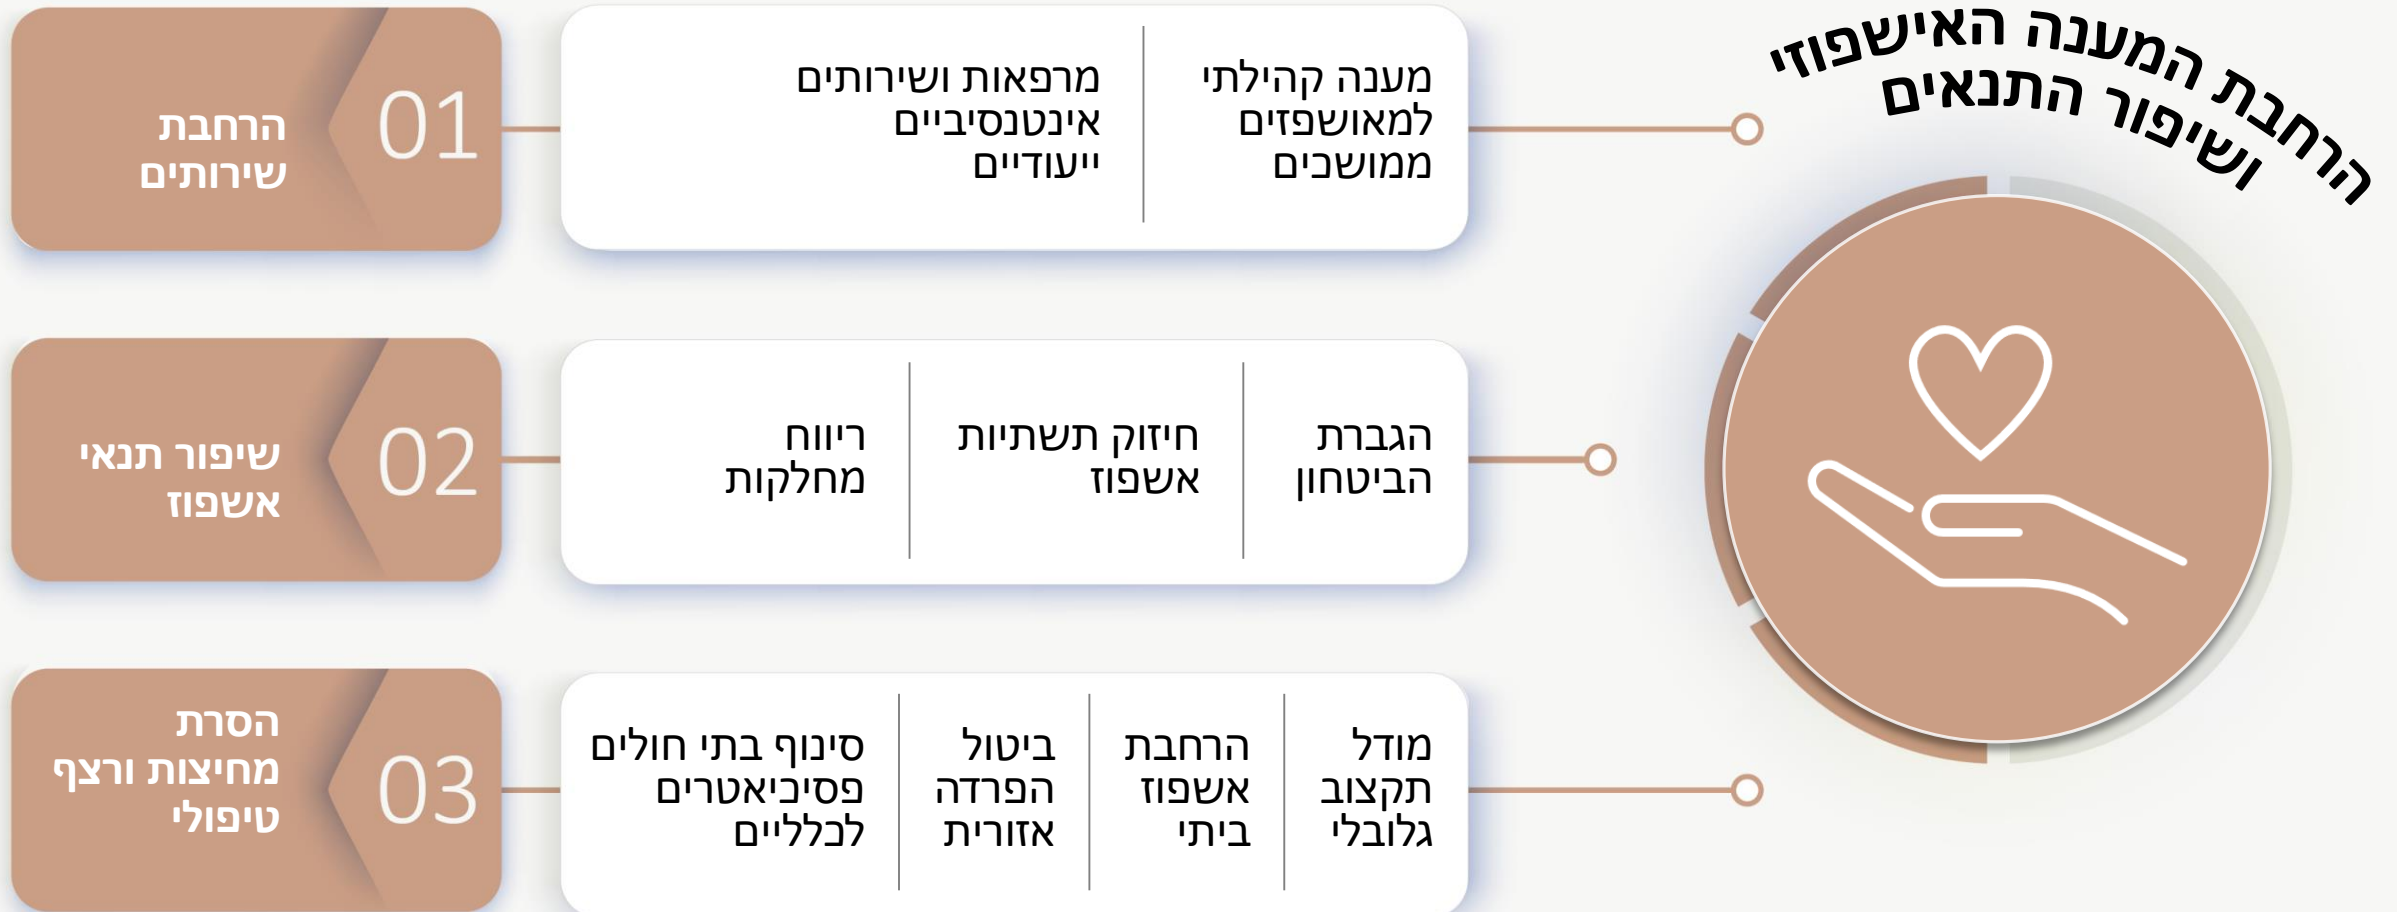 הרחבת המענה האישפוזי
ושיפור התנאים
01
הרחבת
שירותים
מענה קהילתי
למאושפזים
ממושכים
מרפאות ושירותים
אינטנסיביים
ייעודיים
02
שיפור תנאי
אשפוז
הגברת
הביטחון
חיזוק תשתיות
אשפוז
ריווח
מחלקות
03
הסרת
מחיצות ורצף
טיפולי
מודל
תקצוב
גלובלי
הרחבת
אשפוז
ביתי
ביטול
הפרדה
אזורית
סינוף בתי חולים
פסיכיאטרים
לכלליים